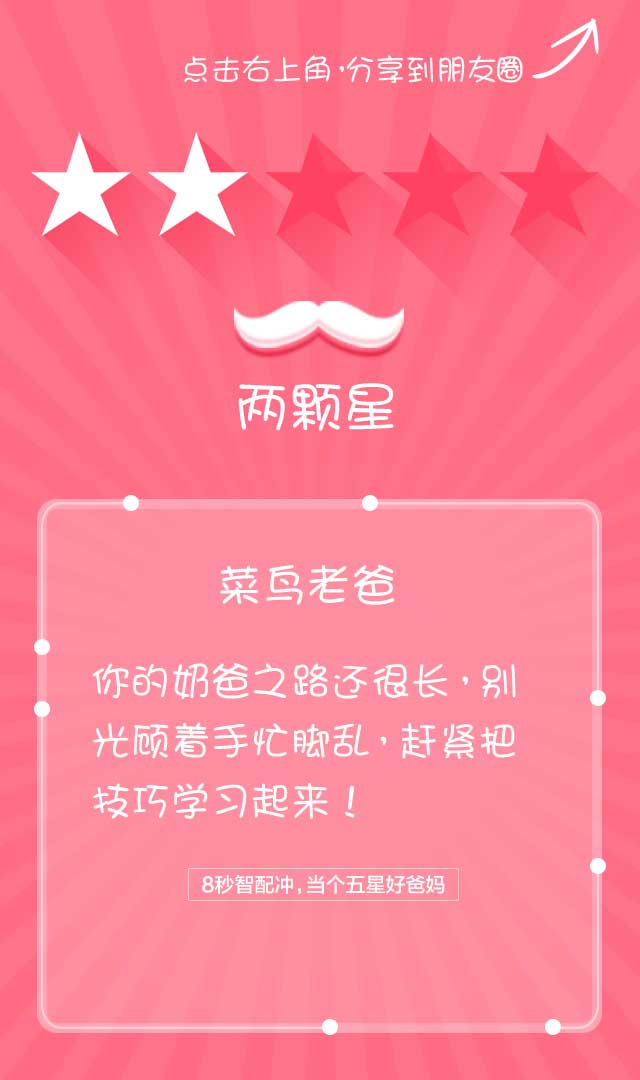 点击右上角,分享到朋友圈
两颗星
菜鸟老爸
你的奶爸之路还很长，别
光顾着手忙脚乱，赶紧把
技巧学习起来！
8秒智配冲,当个五星好爸妈